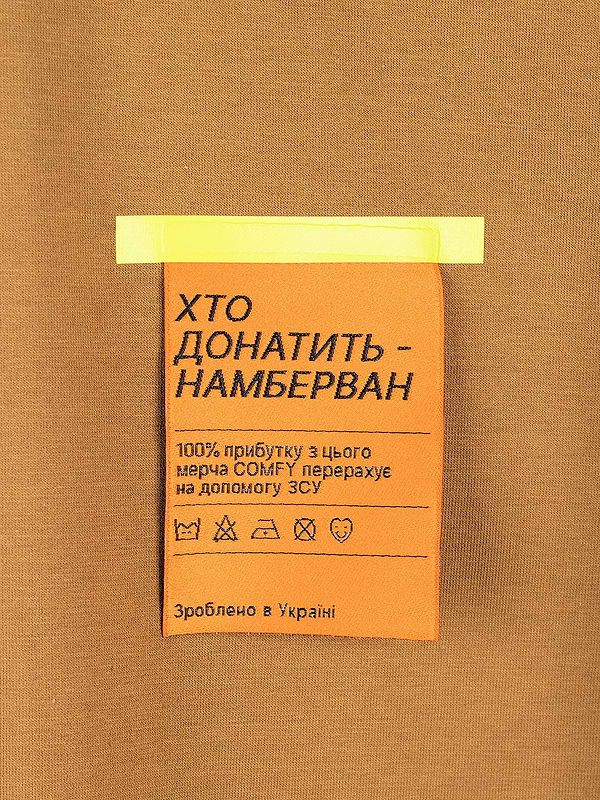 ХТО
ДОНАТИТЬ -
НАМБЕРВАН
100% прибутку з цього
мерча COMFY перерахує
на допомогу ЗСУ
Зроблено в Україні